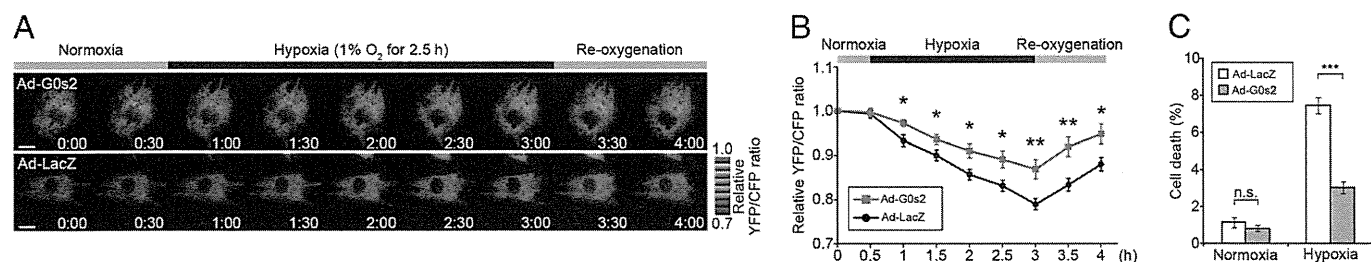 A
Normoxia
Hypoxia (1% O2 for 2.5 h)
Re-oxygenation
Ad-G0s2
0:00
0:30
1:00
1:30
2:00
2:30
3:30
4:00
Ad-LacZ
0:00
0:30
1:00
1:30
2:00
2:30
3:30
4:00
1.0
Relative
YFP/CFP ratio
0.7
B
Normoxia
Hypoxia
Re-oxygenation
Relative YFP/CFP ratio
1.1
1.0
0.9
0.8
0.7
* * * * ** ** *
Ad-G0s2
Ad-LacZ
0 0.5 1 1.5 2 2.5 3 3.5 4 (h)
C
Cell death (%)
10
8
6
4
2
0
Ad-LacZ
Ad-G0s2
***
n.s.
Normoxia
Hypoxia